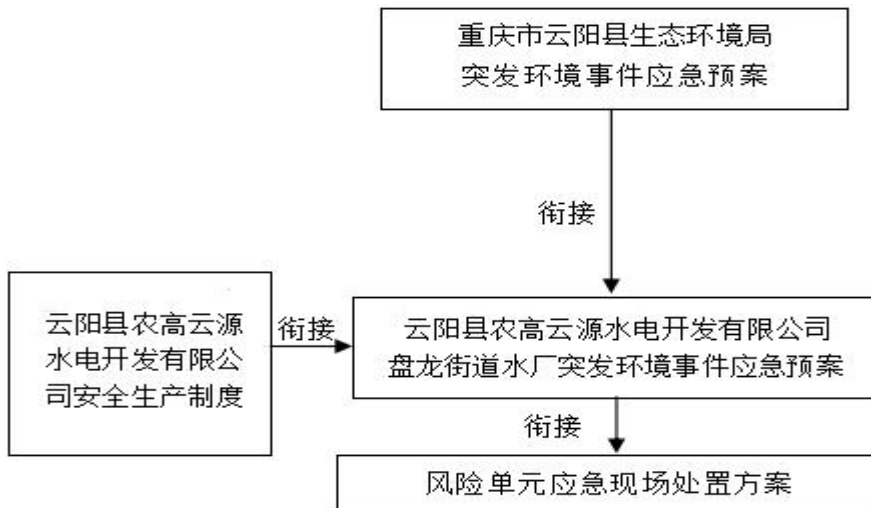 重庆市云阳县生态环境局
突发环境事件应急预案
衔接
云阳县农高云源
水电开发有限公
司安全生产制度
衔接
云阳县农高云源水电开发有限公司
盘龙街道水厂突发环境事件应急预案
衔接
风险单元应急现场处置方案